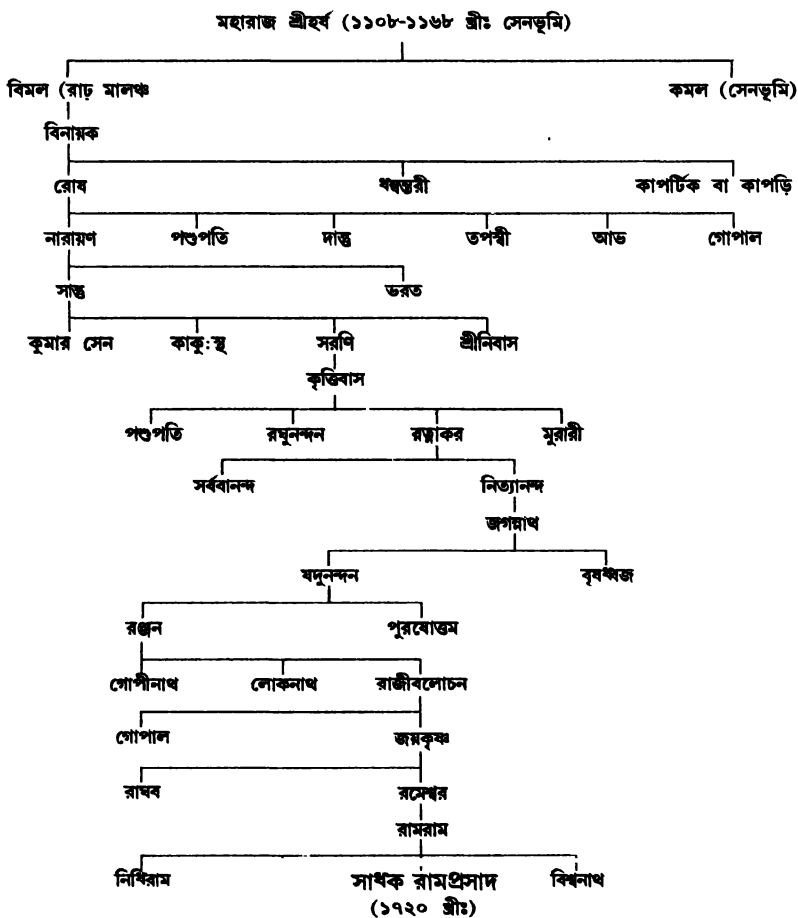 মহারাজ শ্রীহর্ষ (১১০৮-১১৬৮ খ্রীঃ সেনভূমি)
বিমল (রাঢ় মালঞ্চ কমল (সেনভূমি)
বিনায়ক
রোষ ধন্বন্তরী কাপর্টিক বা কাপড়ি
নারায়ণ পশুপতি দাস্তু তপস্বী আভ গোপাল
সাস্তু ভরত
কুমার সেন কাকু:স্থ সরণি শ্রীনিবাস
কৃত্তিবাস
পশুপতি রঘুনন্দন রত্নাকর মুরারী
সর্ববানন্দ নিত্যানন্দ
জগন্নাথ
যদুনন্দন বৃষধ্বজ
রঞ্জন পুরষোত্তম
গোপীনাথ লোকনাথ রাজীবলোচন
গোপাল জয়কৃষ্ণ
রাঘব রমেশ্বর
রামরাম
নিধিরাম সাধক রামপ্রসাদ বিশ্বনাথ
(১৭২০ খ্রীঃ)